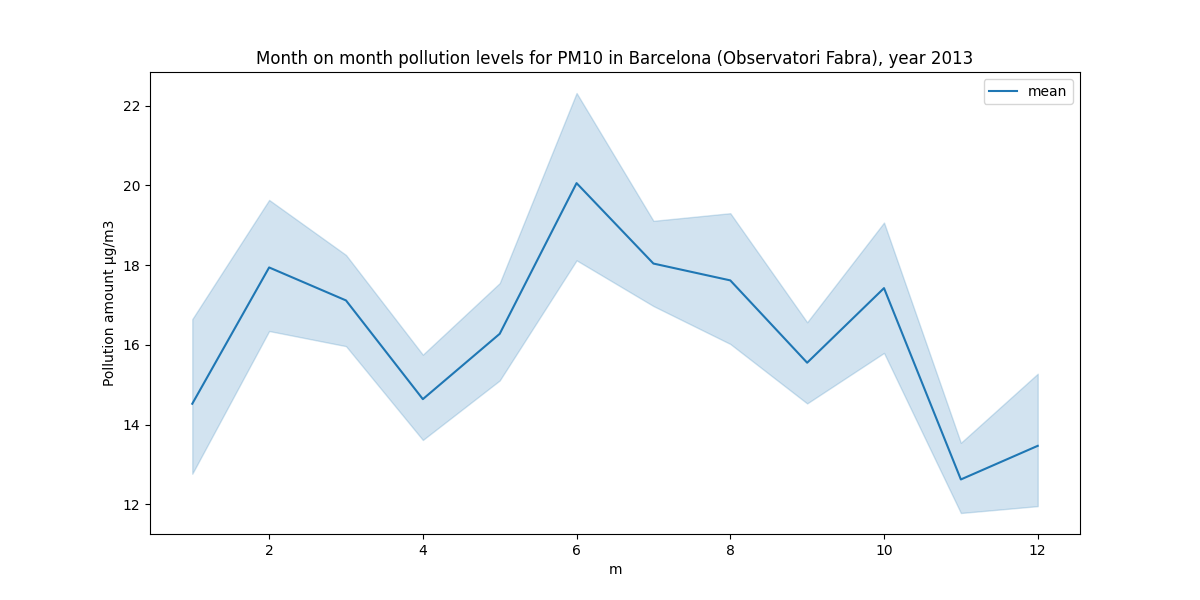 Month on month pollution levels for PM10 in Barcelona (Observatori Fabra), year 2013
mean
Pollution amount µg/m3
22
20
18
16
14
12
2 4 6 8 10 12
m